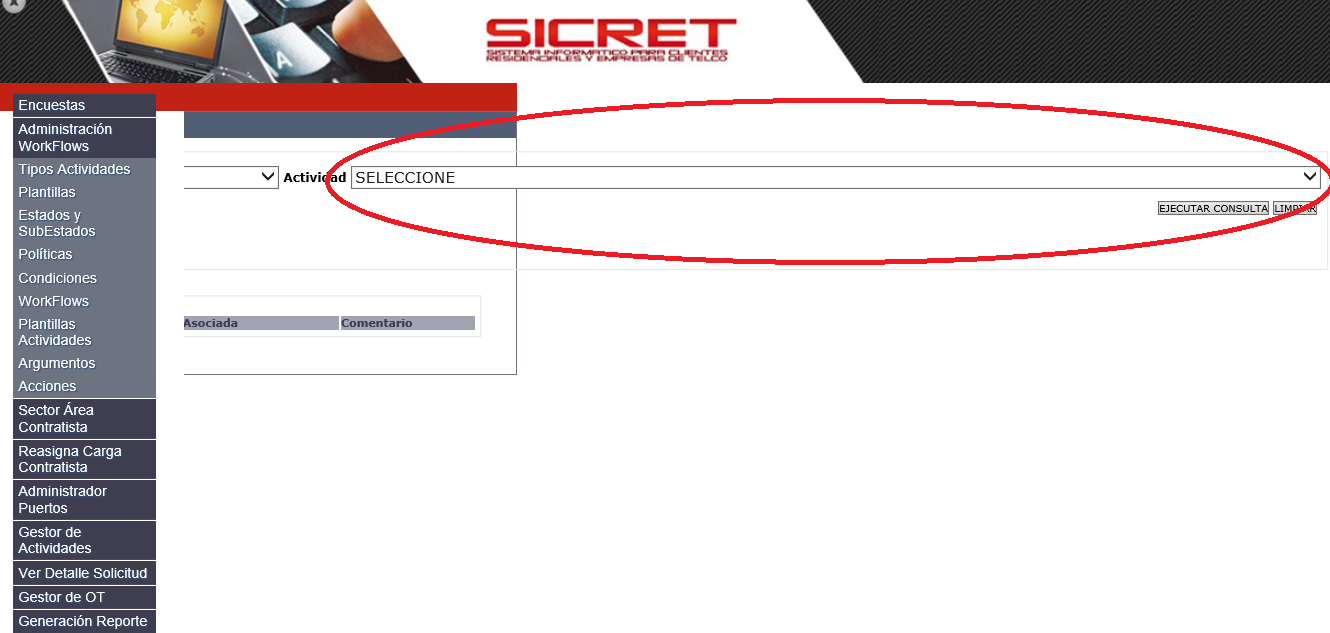 SICRET
SISTEMA INFORMATICO PARA CLIENTES
RESIDENCIALES Y EMPRESAS DE TELCO
Encuestas
Administración
WorkFlows
Tipos Actividades
Plantillas
Estados y
SubEstados
Políticas
Condiciones
WorkFlows
Plantillas
Actividades
Argumentos
Acciones
Sector Área
Contratista
Reasigna Carga
Contratista
Administrador
Puertos
Gestor de
Actividades
Ver Detalle Solicitud
Gestor de OT
Generación Reporte
Actividad SELECCIONE
EJECUTAR CONSULTA LIMPIAR
Asociada Comentario